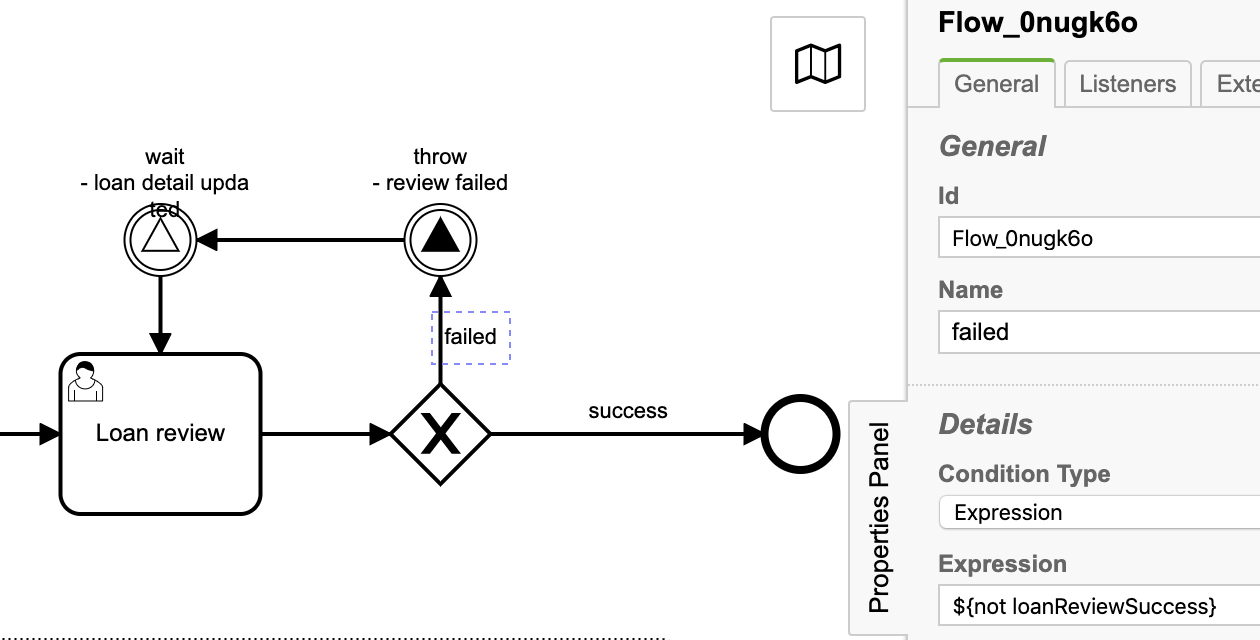 Flow_0nugk6o
General
Listeners
Exte
General
Id
Flow_0nugk6o
Name
failed
Details
Condition Type
Expression
Expression
${not loanReviewSuccess}
Properties Panel
wait
- loan detail upda
ted
throw
- review failed
failed
Loan review
X
success